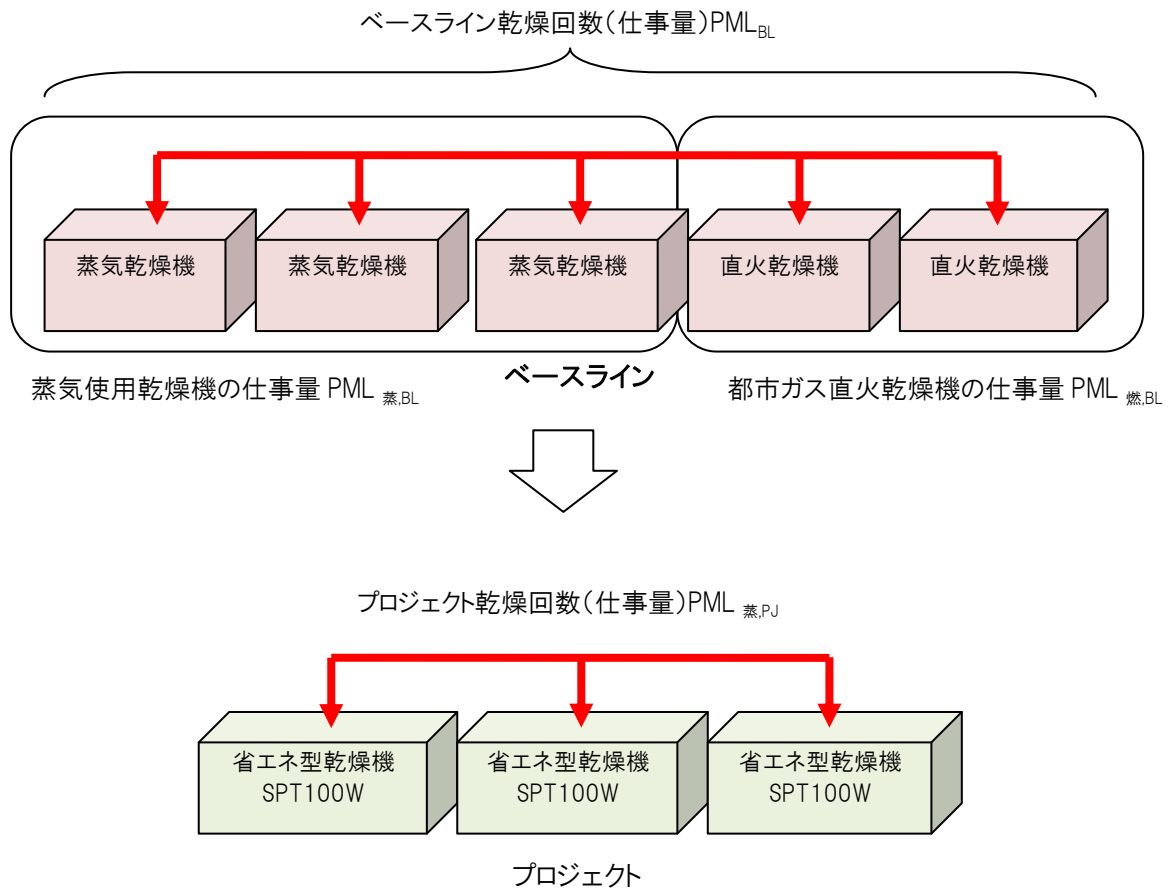 ベースライン乾燥回数(仕事量)PMLBL
蒸気乾燥機 蒸気乾燥機 蒸気乾燥機 直火乾燥機 直火乾燥機
ベースライン
蒸気使用乾燥機の仕事量 PML 蒸,BL
都市ガス直火乾燥機の仕事量 PML 燃,BL
プロジェクト乾燥回数(仕事量)PML 蒸,PJ
省エネ型乾燥機 省エネ型乾燥機 省エネ型乾燥機
SPT100W SPT100W SPT100W
プロジェクト